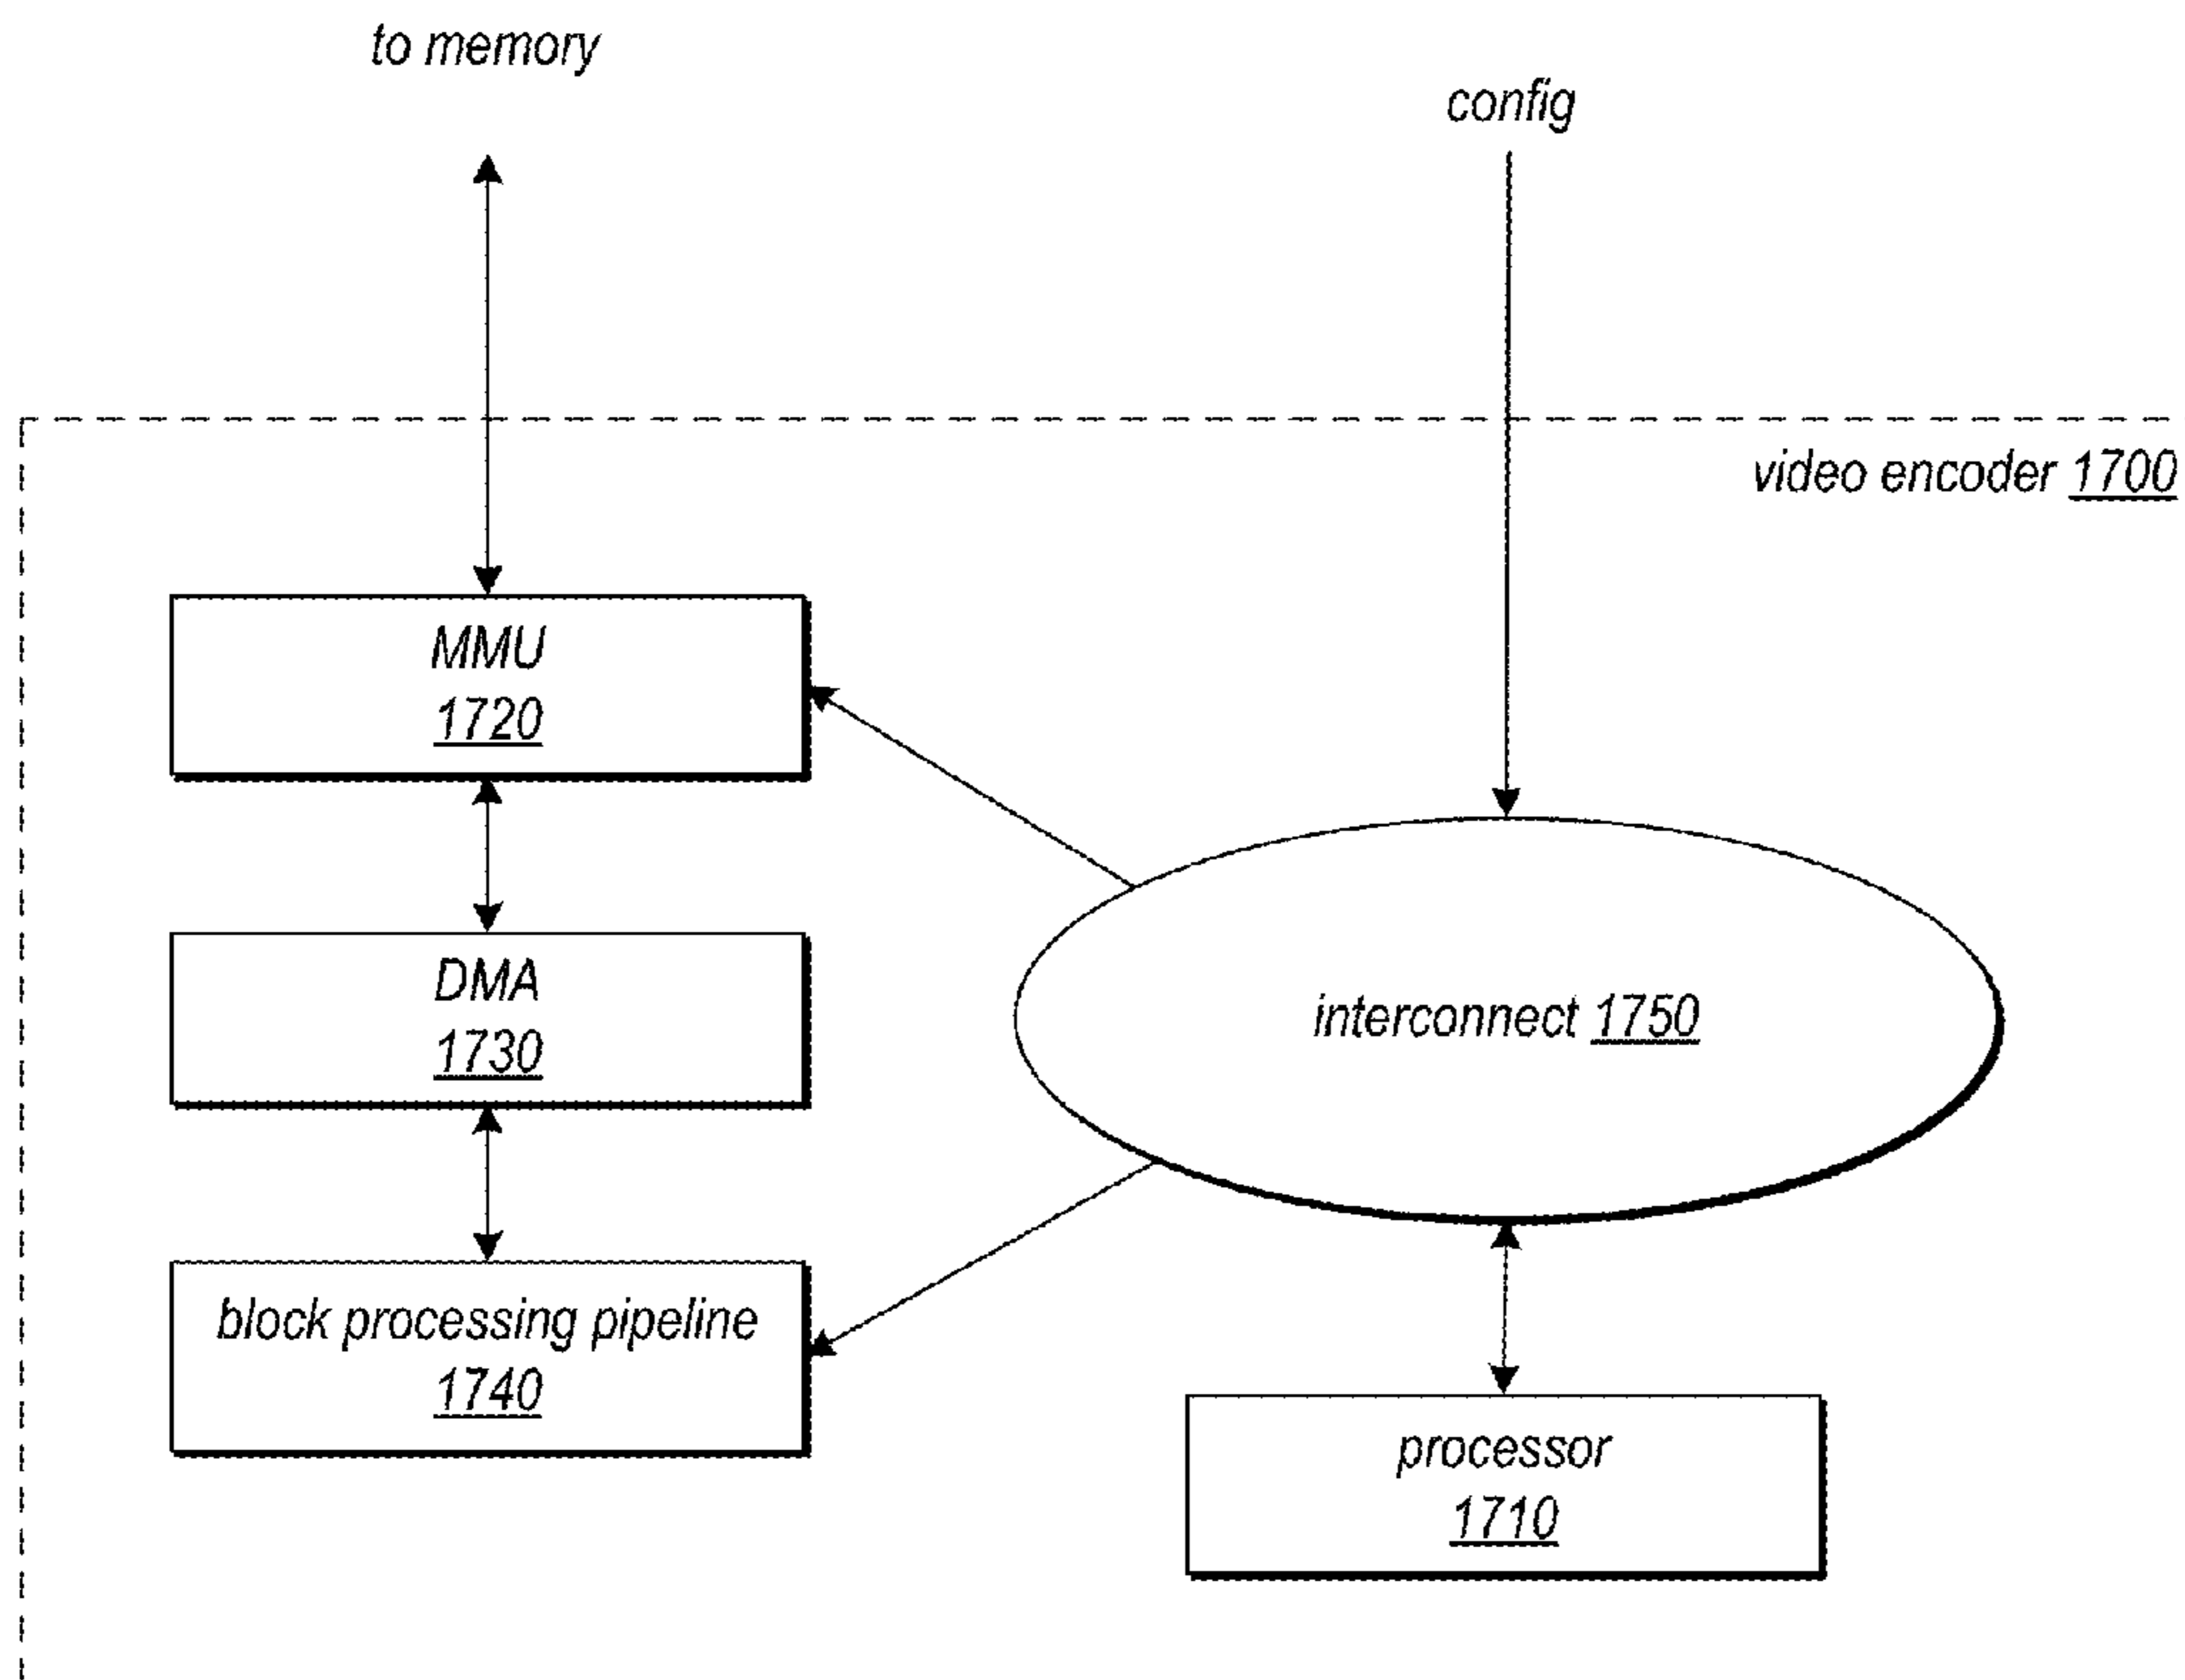 to memory
config
video encoder 1700
MMU
1720
DMA
1730
interconnect 1750
block processing pipeline
1740
processor
1710